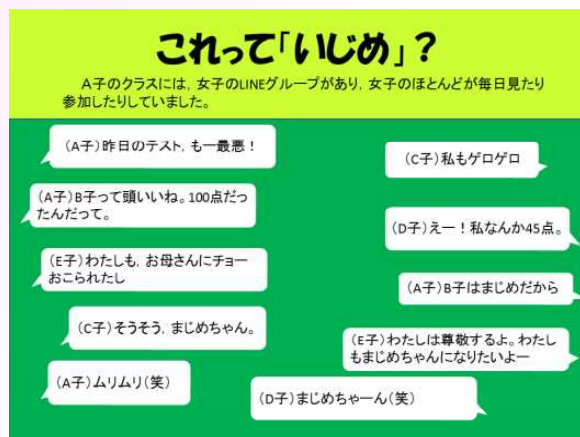 これって「いじめ」？
A子のクラスには，女子のLINEグループがあり，女子のほとんどが毎日見たり
参加したりしていました。
（A子）昨日のテスト，も一最悪！
（C子）私もゲロゲロ
（A子）B子って頭いいね。100点だっ
たんだって。
（D子）えー！私なんか45点。
（E子）わたしも，お母さんにチョー
おこられたし
（A子）B子はまじめだから
（C子）そうそう，まじめちゃん。
（E子）わたしは尊敬するよ。わたし
もまじめちゃんになりたいよー
（A子）ムリムリ（笑）
（D子）まじめちゃーん（笑）